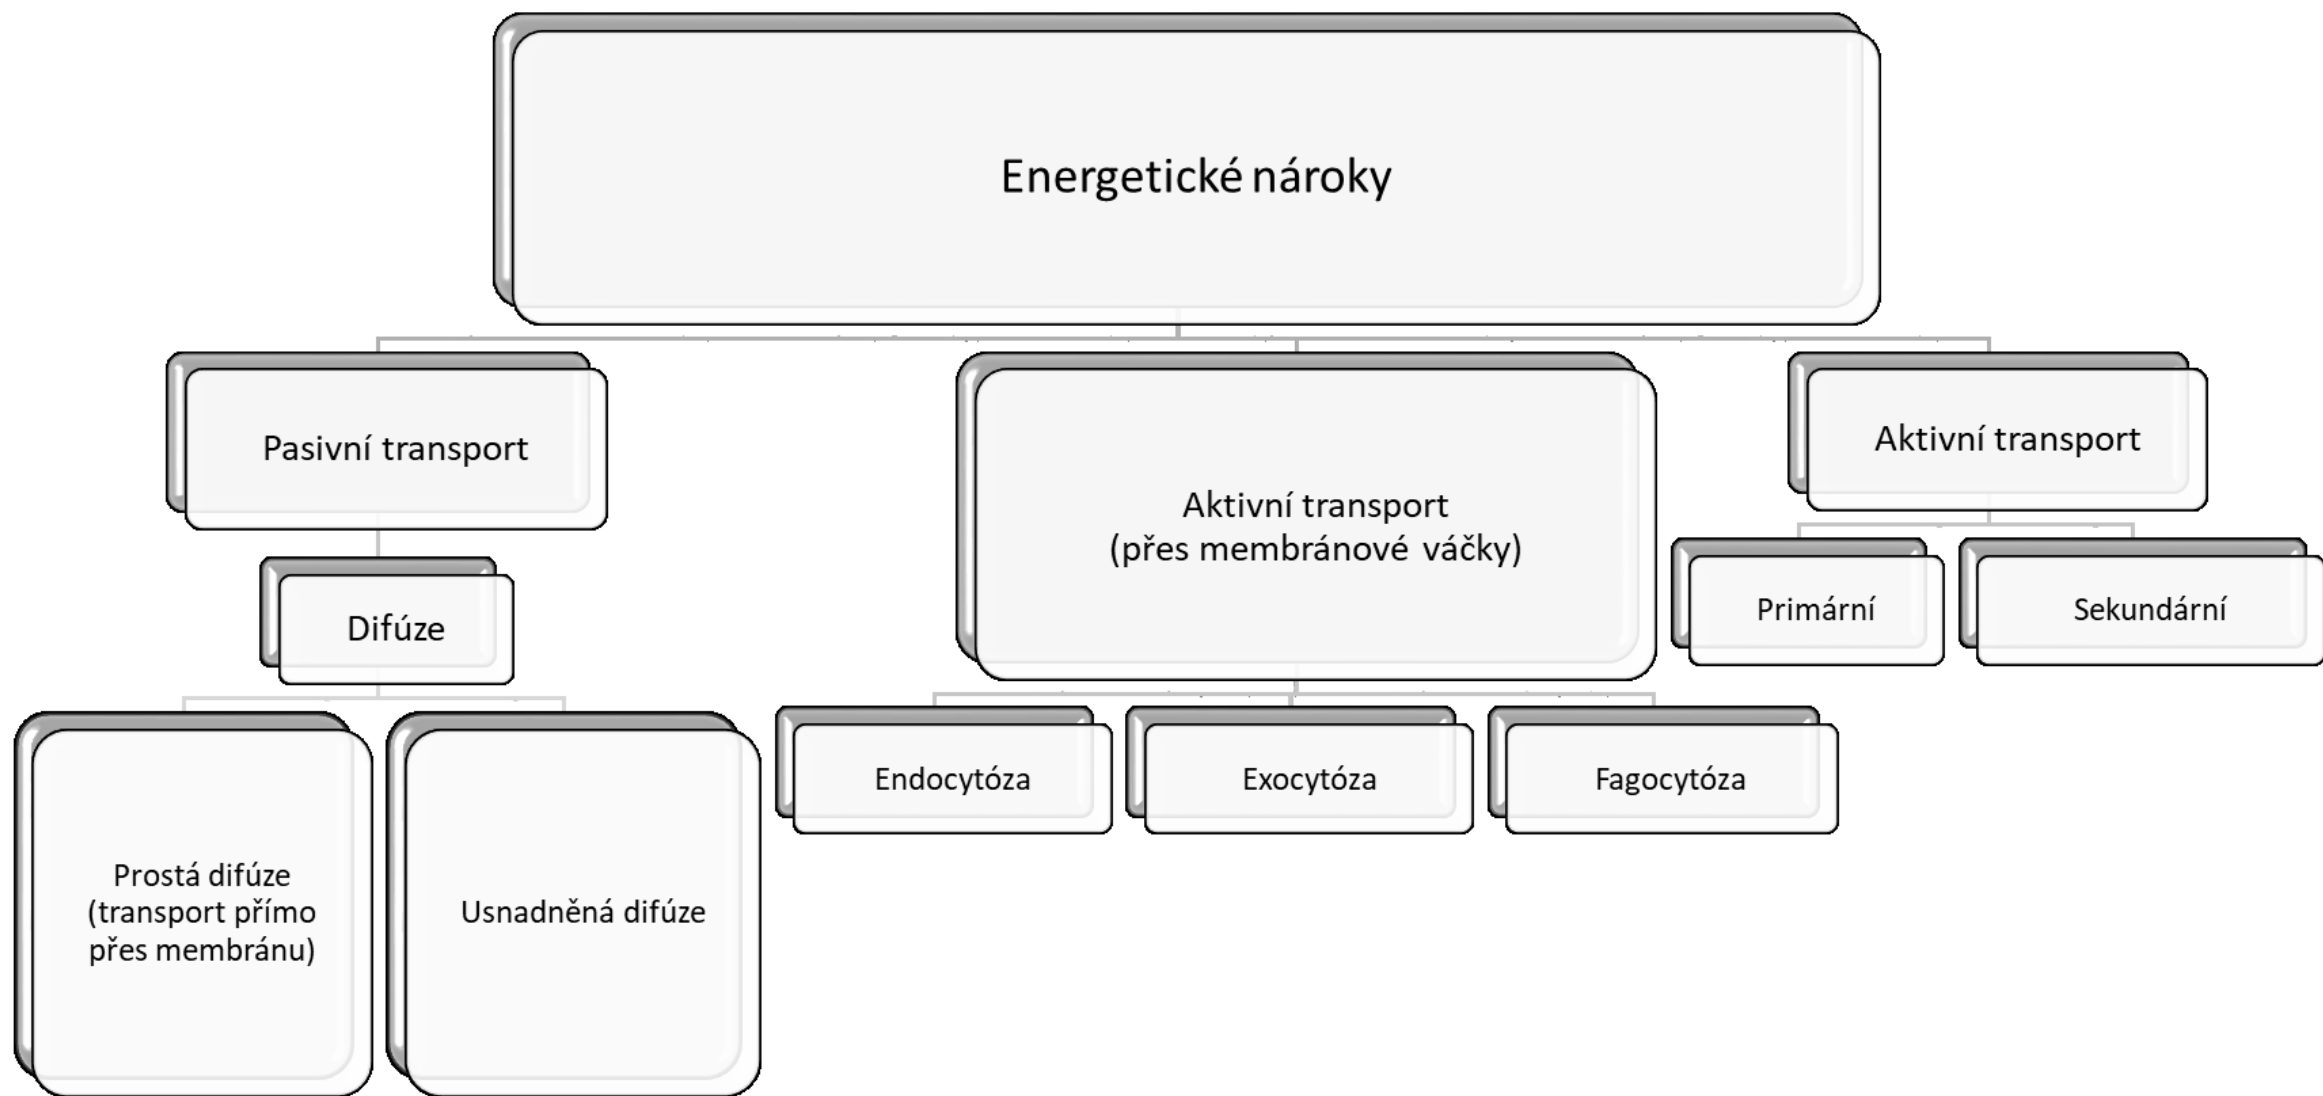 Energetické nároky
Pasivní transport
Aktivní transport
(přes membránové váčky)
Aktivní transport
Difúze
Primární
Sekundární
Prostá difúze
(transport přímo
přes membránu)
Usnadněná difúze
Endocytóza
Exocytóza
Fagocytóza